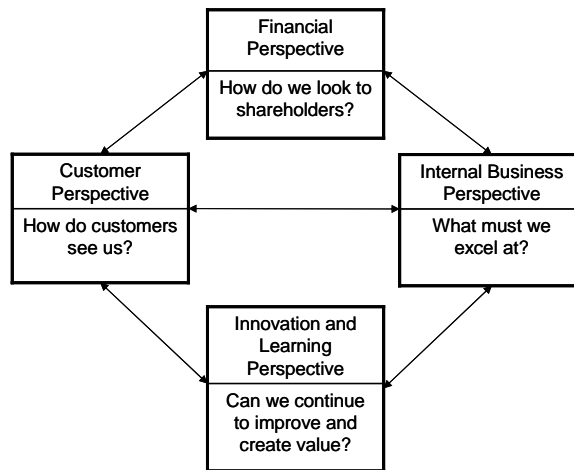 Financial
Perspective
How do we look to
shareholders?
Customer
Perspective
How do customers
see us?
Internal Business
Perspective
What must we
excel at?
Innovation and
Learning
Perspective
Can we continue
to improve and
create value?